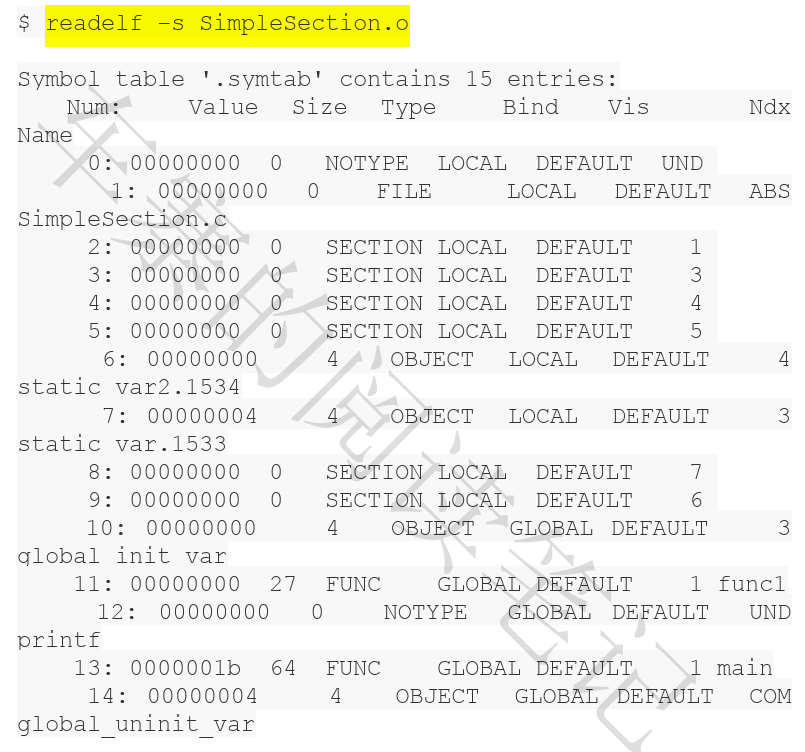 $ readelf –s SimpleSection.o
Symbol table '.symtab' contains 15 entries:
Num: Value Size Type Bind Vis Ndx
Name
0: 00000000 0 NOTYPE LOCAL DEFAULT UND
1: 00000000 0 FILE LOCAL DEFAULT ABS
SimpleSection.c
2: 00000000 0 SECTION LOCAL DEFAULT 1
3: 00000000 0 SECTION LOCAL DEFAULT 3
4: 00000000 0 SECTION LOCAL DEFAULT 4
5: 00000000 0 SECTION LOCAL DEFAULT 5
6: 00000000 4 OBJECT LOCAL DEFAULT 4
static var2.1534
7: 00000004 4 OBJECT LOCAL DEFAULT 3
static var.1533
8: 00000000 0 SECTION LOCAL DEFAULT 7
9: 00000000 0 SECTION LOCAL DEFAULT 6
10: 00000000 4 OBJECT GLOBAL DEFAULT 3
global init var
11: 00000000 27 FUNC GLOBAL DEFAULT 1 func1
12: 00000000 0 NOTYPE GLOBAL DEFAULT UND
printf
13: 0000001b 64 FUNC GLOBAL DEFAULT 1 main
14: 00000004 4 OBJECT GLOBAL DEFAULT COM
global_uninit_var
车寨的阅读笔记